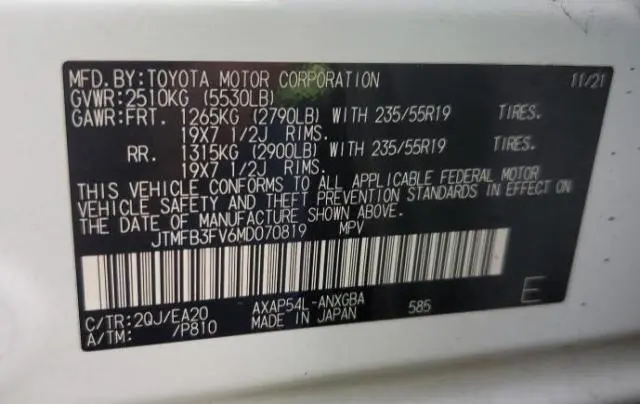 MFD.BY:TOYOTA MOTOR CORPORATION 11/21
GVWR:2510KG (5530LB)
GAWR:FRT. 1265KG (2790LB) WITH 235/55R19 TIRES.
19X7 1/2J RIMS.
RR. 1315KG (2900LB) WITH 235/55R19 TIRES.
19X7 1/2J RIMS.
THIS VEHICLE CONFORMS TO ALL APPLICABLE FEDERAL MOTOR
VEHICLE SAFETY AND THEFT PREVENTION STANDARDS IN EFFECT ON
THE DATE OF MANUFACTURE SHOWN ABOVE.
JTMFB3FV6MD070819 MPV
C/TR:2QJ/EA20 AXAP54L-ANXGBA 585 E
A/TM: /P810 MADE IN JAPAN